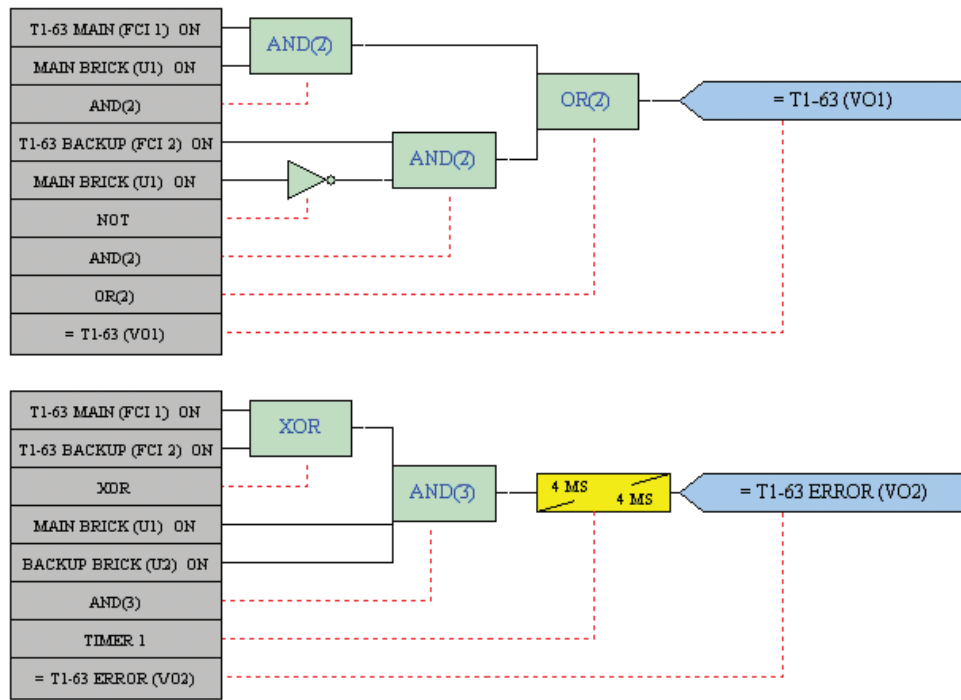 T1-63 MAIN (FCI 1) ON
MAIN BRICK (U1) ON
AND(2)
T1-63 BACKUP (FCI 2) ON
MAIN BRICK (U1) ON
NOT
AND(2)
OR(2)
= T1-63 (VO1)
AND(2)
AND(2)
OR(2)
= T1-63 (VO1)
T1-63 MAIN (FCI 1) ON
T1-63 BACKUP (FCI 2) ON
XOR
MAIN BRICK (U1) ON
BACKUP BRICK (U2) ON
AND(3)
TIMER 1
= T1-63 ERROR (VO2)
XOR
AND(3)
4 MS
4 MS
= T1-63 ERROR (VO2)